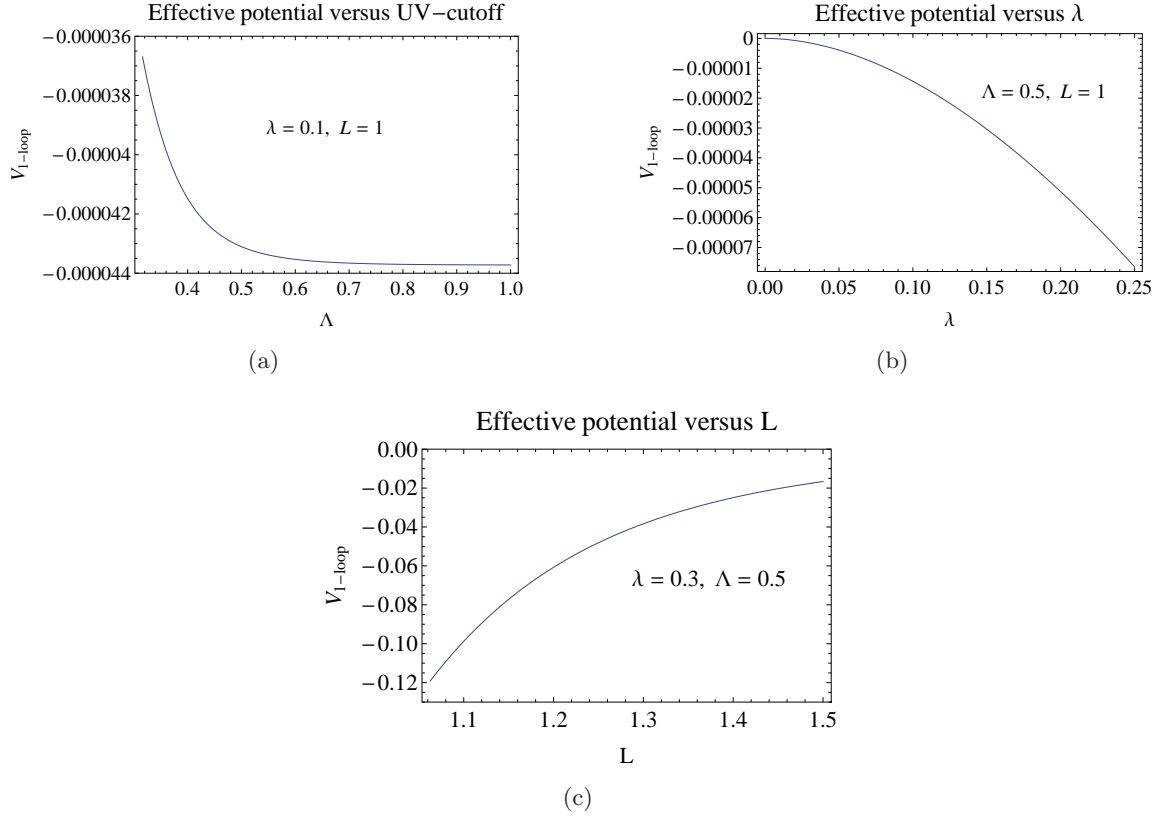 Effective potential versus UV−cutoff
−0.000036
−0.000038
−0.00004
−0.000042
−0.000044
V1−loop
λ = 0.1, L = 1
0.4 0.5 0.6 0.7 0.8 0.9 1.0
Λ
(a)
Effective potential versus λ
0
−0.00001
−0.00002
−0.00003
−0.00004
−0.00005
−0.00006
−0.00007
V1−loop
Λ = 0.5, L = 1
0.00 0.05 0.10 0.15 0.20 0.25
λ
(b)
Effective potential versus L
0.00
−0.02
−0.04
−0.06
−0.08
−0.10
−0.12
V1−loop
λ = 0.3, Λ = 0.5
1.1 1.2 1.3 1.4 1.5
L
(c)